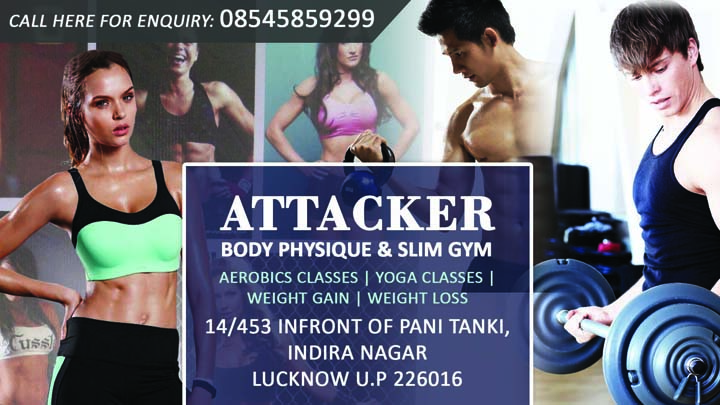 CALL HERE FOR ENQUIRY: 08545859299
ATTACKER
BODY PHYSIQUE & SLIM GYM
AEROBICS CLASSES | YOGA CLASSES |
WEIGHT GAIN | WEIGHT LOSS
14/453 INFRONT OF PANI TANKI,
INDIRA NAGAR
LUCKNOW U.P 226016